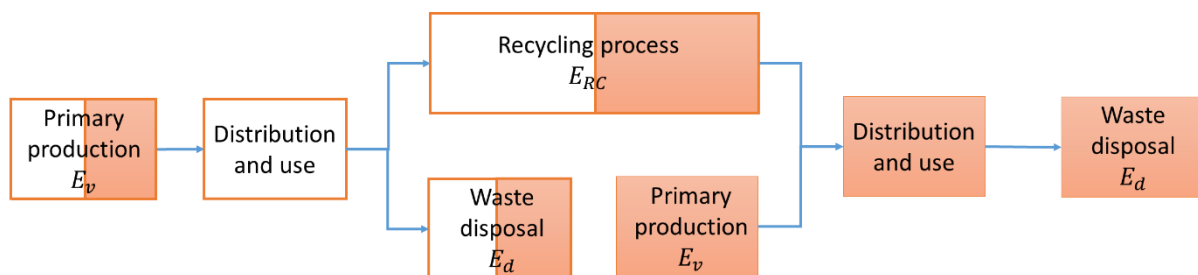 Primary
production
E_v
Distribution
and use
Recycling process
E_RC
Waste
disposal
E_d
Primary
production
E_v
Distribution
and use
Waste
disposal
E_d